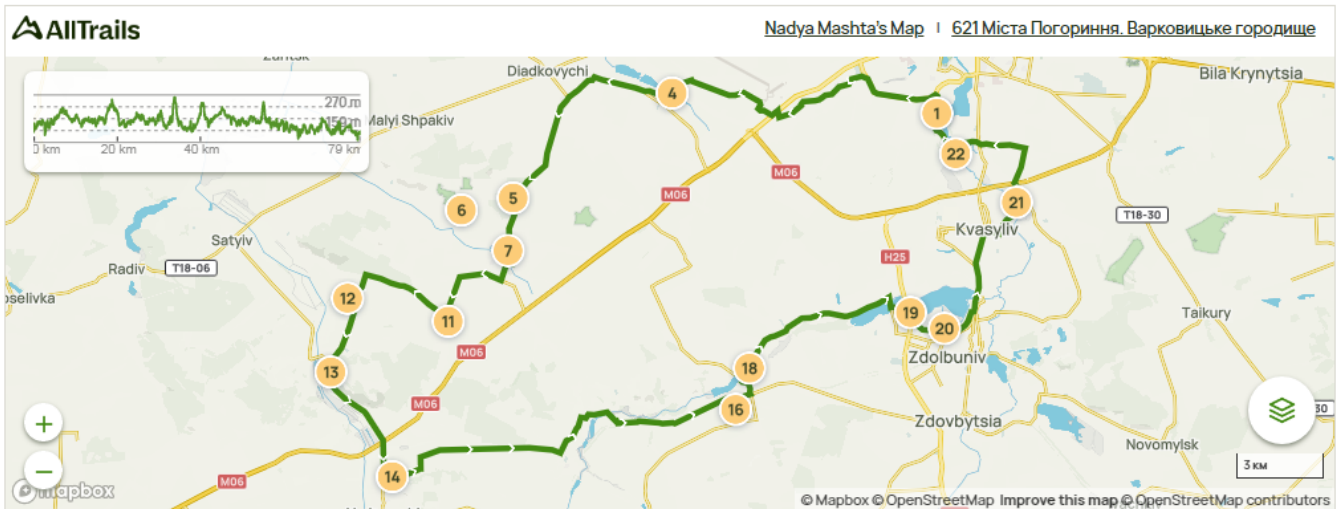 AllTrails
Nadya Mashta's Map | 621 Міста Погориння. Варковицьке городище
270 m
0 km 20 km 40 km 79 km
Diadkovychi
Bila Krynytsia
Malyi Shpakiv
4
1
22
M06
M06
5
6
21
T18-30
Kvasyliv
7
Satyiv
H25
Radiv
T18-06
12
11
19
20
Taikury
M06
Zdolbuniv
13
18
M06
16
+
Zdovbytsia
30
Novomylsk
−
14
M06
3 км
mapbox
© Mapbox © OpenStreetMap Improve this map © OpenStreetMap contributors